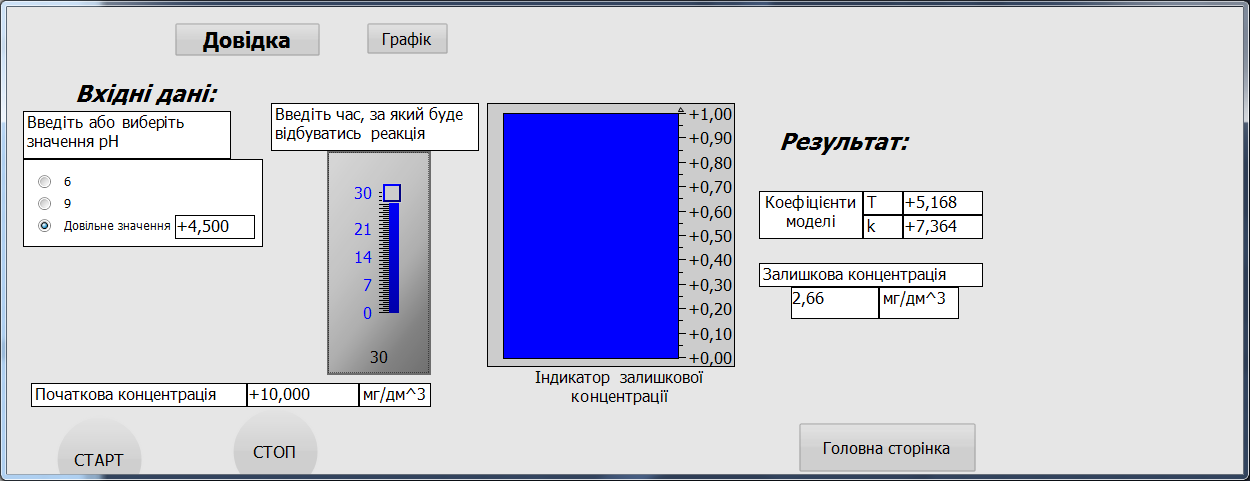 Довідка
Графік
Вхідні дані:
Введіть або виберіть
значення pH
6
9
Довільне значення +4,500
Введіть час, за який буде
відбуватись реакція
30
21
14
7
0
30
+1,00
+0,90
+0,80
+0,70
+0,60
+0,50
+0,40
+0,30
+0,20
+0,10
+0,00
Індикатор залишкової
концентрації
Результат:
Коефіцієнти
моделі
T +5,168
k +7,364
Залишкова концентрація
2,66 мг/дм^3
Початкова концентрація +10,000 мг/дм^3
СТАРТ
СТОП
Головна сторінка